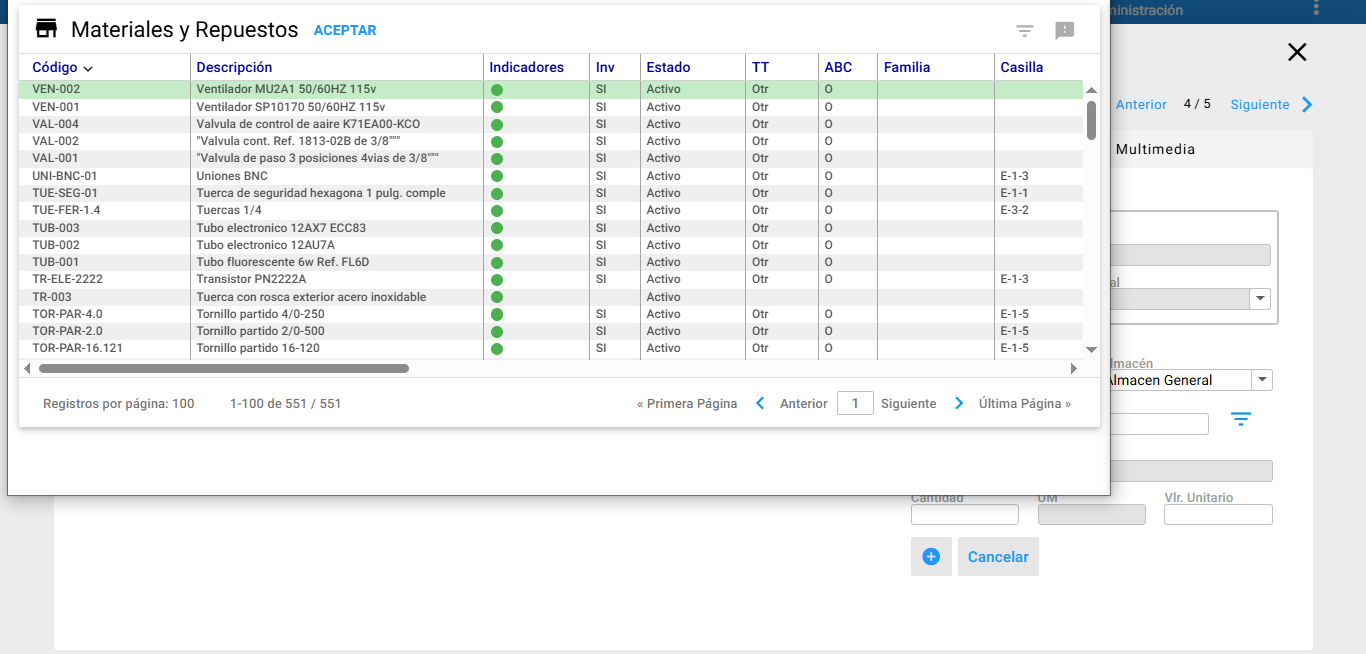 Materiales y Repuestos ACEPTAR
ministración
Código Descripción Indicadores Inv Estado TT ABC Familia Casilla
VEN-002 Ventilador MU2A1 50/60HZ 115v SI Activo Otr O
VEN-001 Ventilador SP10170 50/60HZ 115v SI Activo Otr O
VAL-004 Valvula de control de aaire K71EA00-KCO SI Activo Otr O
VAL-002 "Valvula cont. Ref. 1813-02B de 3/8""" SI Activo Otr O
VAL-001 "Valvula de paso 3 posiciones 4vias de 3/8""" SI Activo Otr O
UNI-BNC-01 Uniones BNC SI Activo Otr O E-1-3
TUE-SEG-01 Tuerca de seguridad hexagona 1 pulg. comple SI Activo Otr O E-1-1
TUE-FER-1.4 Tuercas 1/4 SI Activo Otr O E-3-2
TUB-003 Tubo electronico 12AX7 ECC83 SI Activo Otr O
TUB-002 Tubo electronico 12AU7A SI Activo Otr O
TUB-001 Tubo fluorescente 6w Ref. FL6D SI Activo Otr O
TR-ELE-2222 Transistor PN2222A SI Activo Otr O E-1-3
TR-003 Tuerca con rosca exterior acero inoxidable Activo
TOR-PAR-4.0 Tornillo partido 4/0-250 SI Activo Otr O E-1-5
TOR-PAR-2.0 Tornillo partido 2/0-500 SI Activo Otr O E-1-5
TOR-PAR-16.121 Tornillo partido 16-120 SI Activo Otr O E-1-5
Registros por página: 100 1-100 de 551 / 551 « Primera Página Anterior 1 Siguiente Última Página »
Anterior 4 / 5 Siguiente
Multimedia
al
lmacén
Almacen General
Cantidad UM Vlr. Unitario
Cancelar